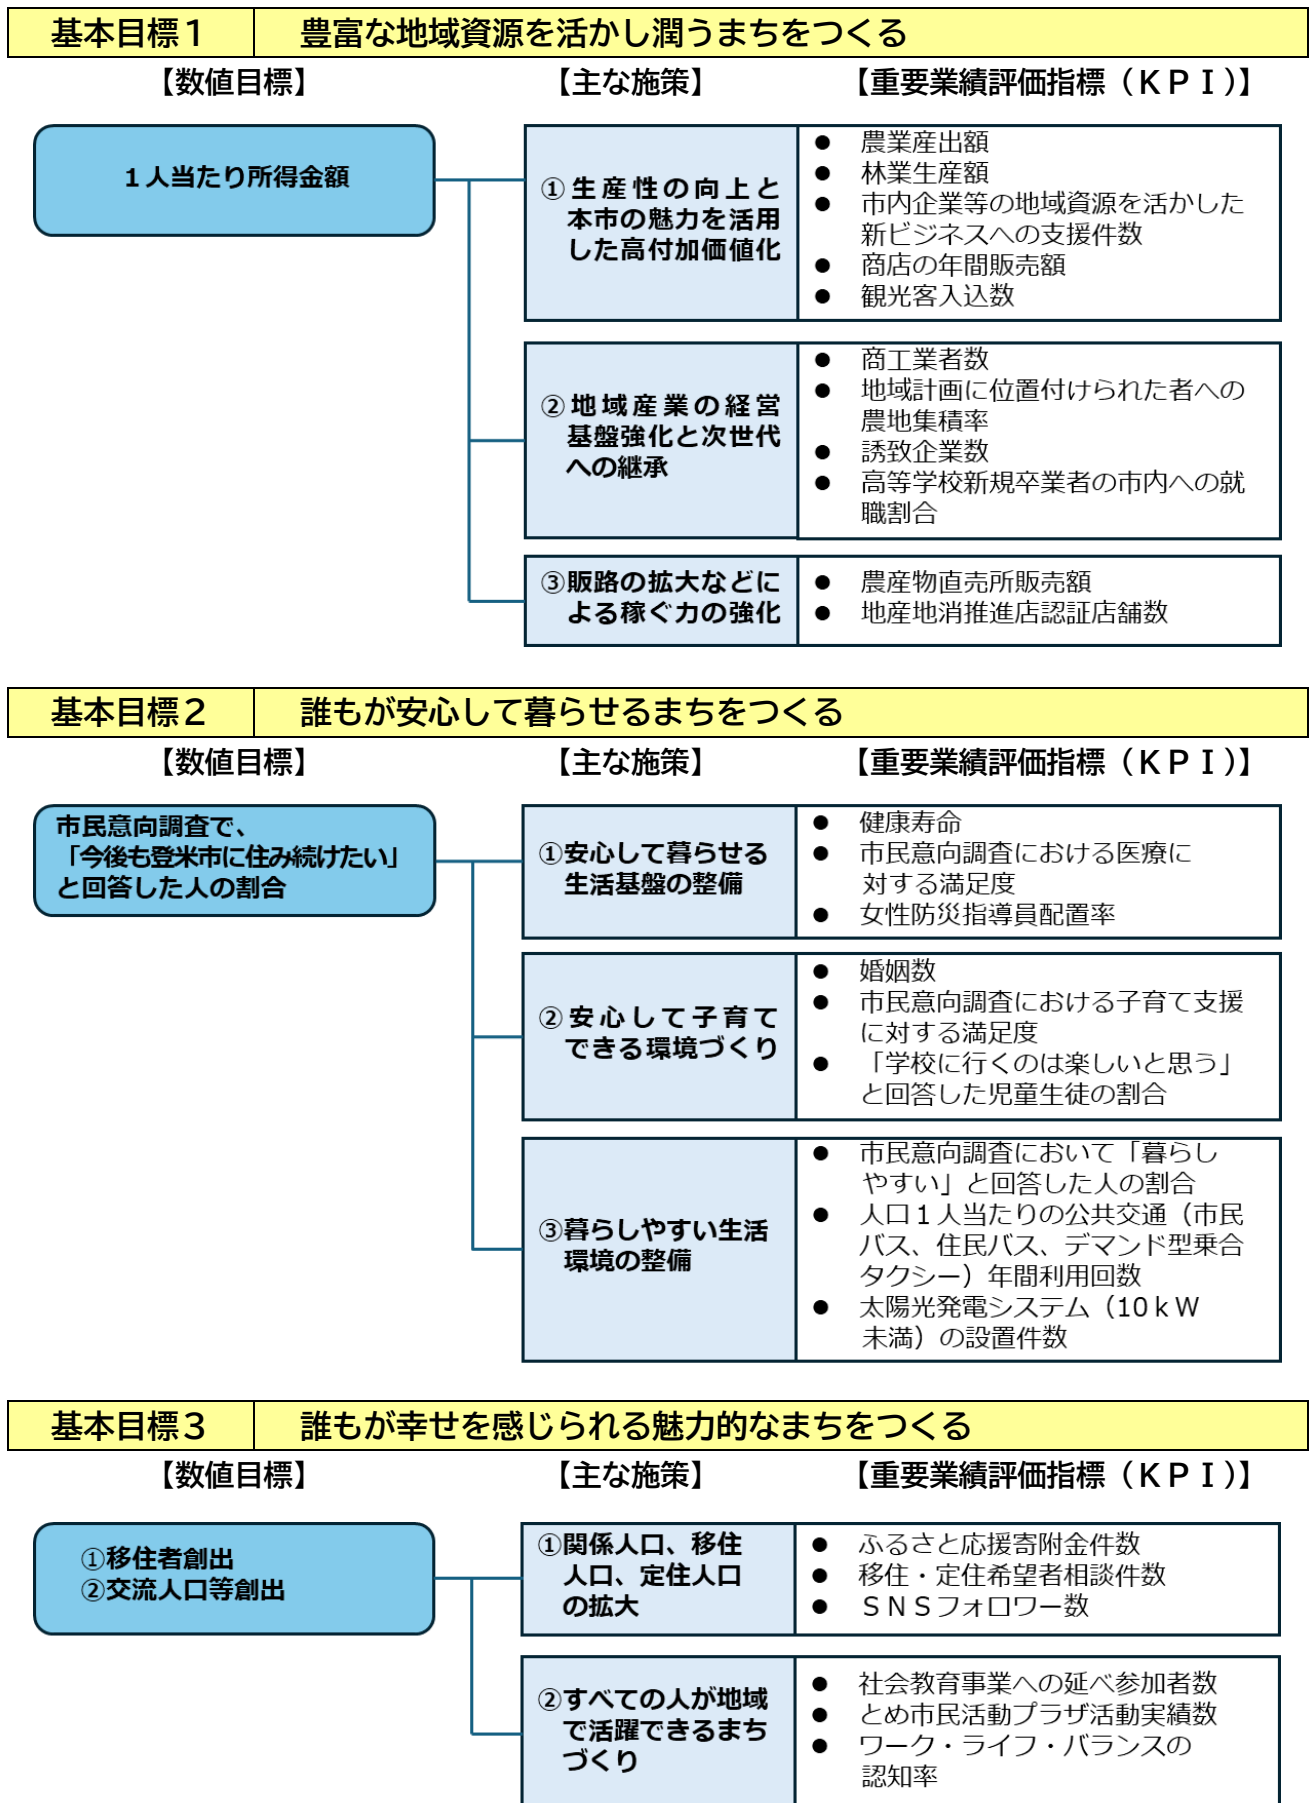 基本目標１　豊富な地域資源を活かし潤うまちをつくる
【数値目標】　【主な施策】　【重要業績評価指標（ＫＰＩ）】
１人当たり所得金額
①生産性の向上と
本市の魅力を活用
した高付加価値化
● 農業産出額
● 林業生産額
● 市内企業等の地域資源を活かした
新ビジネスへの支援件数
● 商店の年間販売額
● 観光客入込数
②地域産業の経営
基盤強化と次世代
への継承
● 商工業者数
● 地域計画に位置付けられた者への
農地集積率
● 誘致企業数
● 高等学校新規卒業者の市内への就
職割合
③販路の拡大などに
よる稼ぐ力の強化
● 農産物直売所販売額
● 地産地消推進店認証店舗数
基本目標２　誰もが安心して暮らせるまちをつくる
【数値目標】　【主な施策】　【重要業績評価指標（ＫＰＩ）】
市民意向調査で、
「今後も登米市に住み続けたい」
と回答した人の割合
①安心して暮らせる
生活基盤の整備
● 健康寿命
● 市民意向調査における医療に
対する満足度
● 女性防災指導員配置率
②安心して子育て
できる環境づくり
● 婚姻数
● 市民意向調査における子育て支援
に対する満足度
● 「学校に行くのは楽しいと思う」
と回答した児童生徒の割合
③暮らしやすい生活
環境の整備
● 市民意向調査において「暮らし
やすい」と回答した人の割合
● 人口１人当たりの公共交通（市民
バス、住民バス、デマンド型乗合
タクシー）年間利用回数
● 太陽光発電システム（10ｋＷ
未満）の設置件数
基本目標３　誰もが幸せを感じられる魅力的なまちをつくる
【数値目標】　【主な施策】　【重要業績評価指標（ＫＰＩ）】
①移住者創出
②交流人口等創出
①関係人口、移住
人口、定住人口
の拡大
● ふるさと応援寄附金件数
● 移住・定住希望者相談件数
● ＳＮＳフォロワー数
②すべての人が地域
で活躍できるまち
づくり
● 社会教育事業への延べ参加者数
● とめ市民活動プラザ活動実績数
● ワーク・ライフ・バランスの
認知率